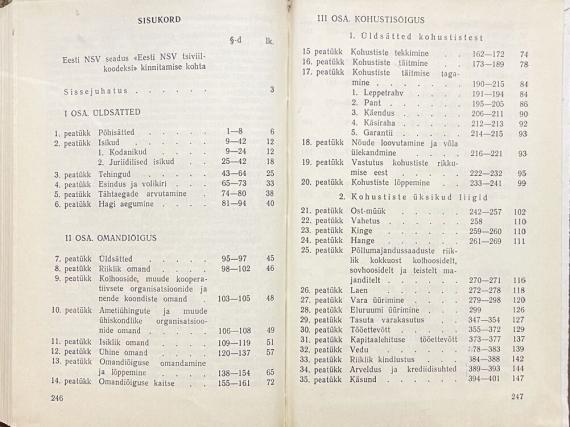 SISUKORD
§-d lk.
Eesti NSV seadus «Eesti NSV tsiviil-
koodeksi» kinnitamise kohta
Sissejuhatus . . . . . . 3
I OSA. ÜLDSÄTTED
1. peatükk Põhisätted . . . . 1—8 6
2. peatükk Isikud . . . . . 9—42 12
1. Kodanikud . . . . 9—24 12
2. Juriidilised isikud . . . 25—42 18
3. peatükk Tehingud . . . . 43—64 25
4. peatükk Esindus ja volikiri . . . 65—73 33
5. peatükk Tähtaegade arvutamine . . 74—80 38
6. peatükk Hagi aegumine . . . . 81—94 40
II OSA. OMANDIÕIGUS
7. peatükk Üldsätted . . . . 95—97 45
8. peatükk Riiklik omand . . . . 98—102 46
9. peatükk Kolhooside, muude koopera-
tiivsete organisatsioonide ja
nende koondiste omand . . . 103—105 48
10. peatükk Ametiühingute ja muude
ühiskondlike organisatsioo-
nide omand . . . . 106—108 49
11. peatükk Isiklik omand . . . . 109—119 51
12. peatükk Ühine omand . . . . 120—137 57
13. peatükk Omandiõiguse omandamine
ja lõppemine . . . . 138—154 65
14. peatükk Omandiõiguse kaitse . . . 155—161 72
246
III OSA. KOHUSTISÕIGUS
1. Üldsätted kohustistest
15 peatükk Kohustiste tekkimine . . 162—172 74
16. peatükk Kohustiste täitmine . . . 173—189 78
17. peatükk Kohustiste täitmise taga-
mine . . . . . . 190—215 84
1. Leppetrahv . . . . 191—194 84
2. Pant . . . . . 195—205 86
3. Käendus . . . . 206—211 90
4. Käsiraha . . . . 212—213 92
5. Garantii . . . . 214—215 93
18. peatükk Nõude loovutamine ja võla
ülekandmine . . . . 216—221 93
19. peatükk Vastutus kohustiste rikku-
mise eest . . . . 222—232 95
20. peatükk Kohustiste lõppemine . . 233—241 99
2. Kohustiste üksikud liigid
21. peatükk Ost-müük . . . . 242—257 102
22. peatükk Vahetus . . . . . 258 110
23. peatükk Kinge . . . . . 259—260 110
24. peatükk Hange . . . . . 261—269 111
25. peatükk Põllumajandussaaduste riik-
lik kokkuost kolhoosidelt,
sovhoosidelt ja teistelt ma-
janditelt . . . . . 270—271 116
26. peatükk Laen . . . . . 272—278 118
27. peatükk Vara üürimine . . . . 279—298 120
28. peatükk Eluruumi üürimine . . . 299 126
29. peatükk Tasuta varakasutus . . . 347—354 127
30. peatükk Tööettevõtt . . . . 355—372 129
31. peatükk Kapitaalehituse tööettevõtt 373—377 137
32. peatükk Vedu . . . . . 378—383 139
33. peatükk Riiklik kindlustus . . . 384—388 142
34. peatükk Arveldus ja krediidisuhted 389—393 144
35. peatükk Käsund . . . . . 394—401 147
247